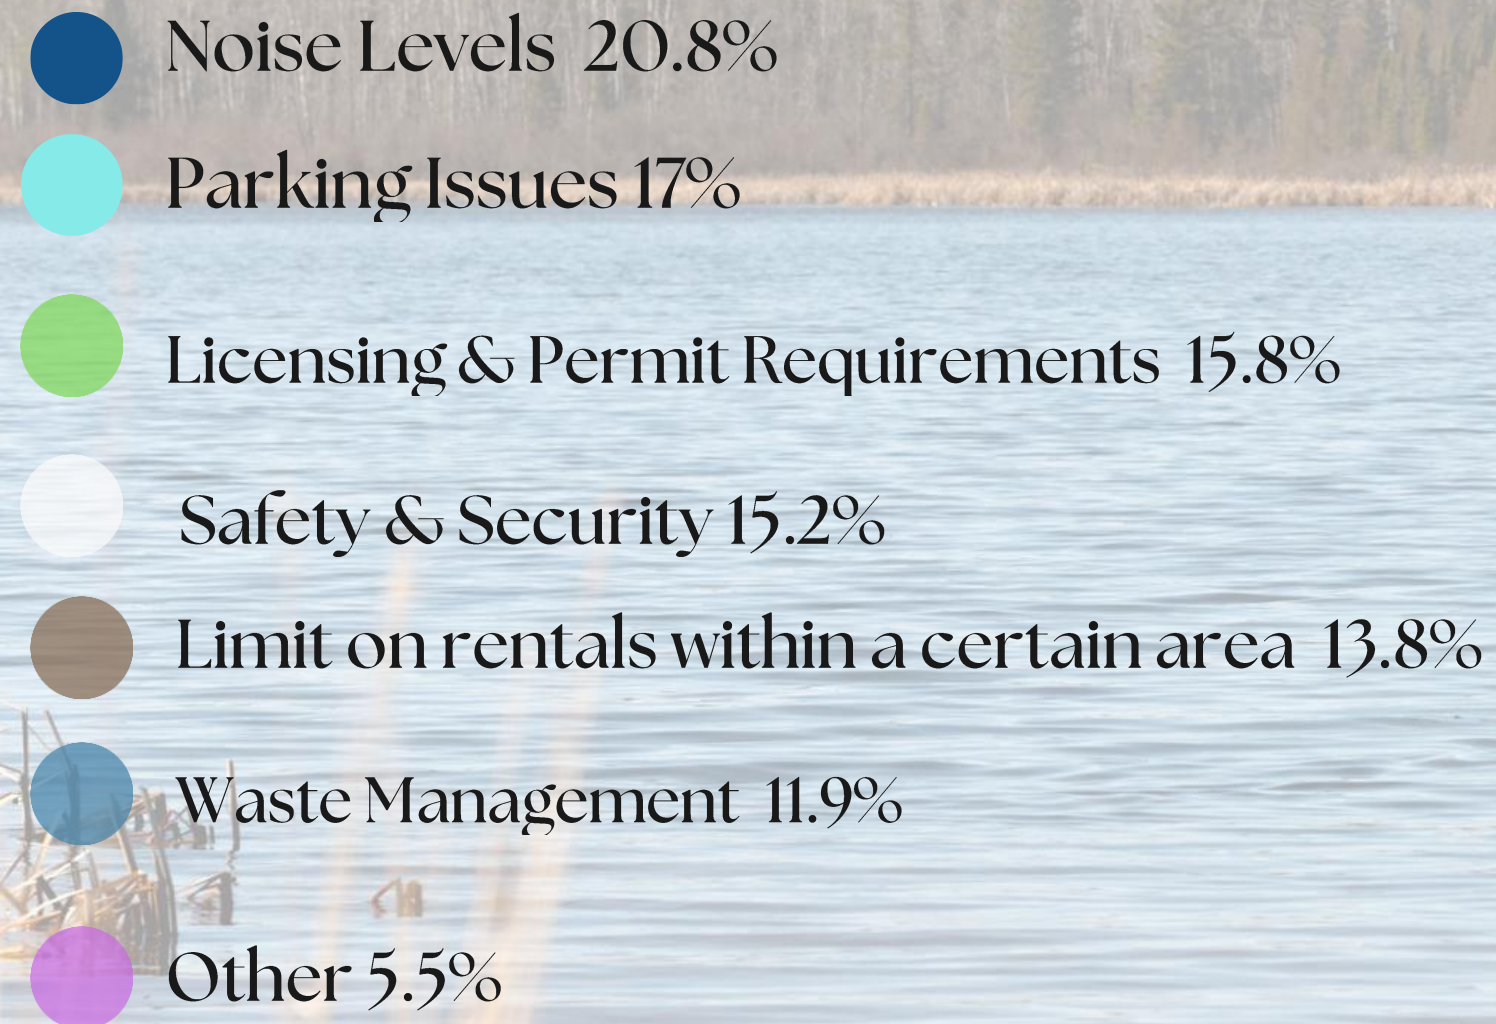 Noise Levels 20.8%
Parking Issues 17%
Licensing & Permit Requirements 15.8%
Safety & Security 15.2%
Limit on rentals within a certain area 13.8%
Waste Management 11.9%
Other 5.5%